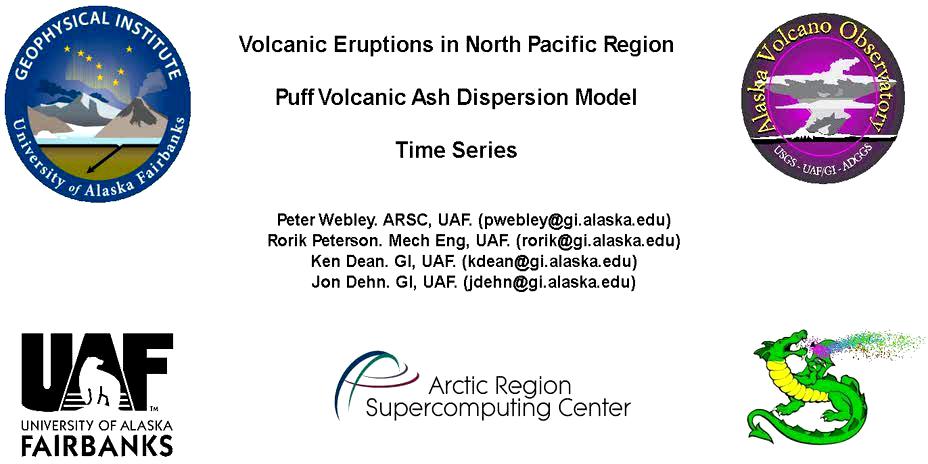 GEOPHYSICAL INSTITUTE
University of Alaska Fairbanks
Volcanic Eruptions in North Pacific Region
Puff Volcanic Ash Dispersion Model
Time Series
Alaska Volcano Observatory
USGS - UAF/GI - ADGGS
Peter Webley. ARSC, UAF. (pwebley@gi.alaska.edu)
Rorik Peterson. Mech Eng, UAF. (rorik@gi.alaska.edu)
Ken Dean. GI, UAF. (kdean@gi.alaska.edu)
Jon Dehn. GI, UAF. (jdehn@gi.alaska.edu)
UAF TM
UNIVERSITY OF ALASKA
FAIRBANKS
Arctic Region
Supercomputing Center